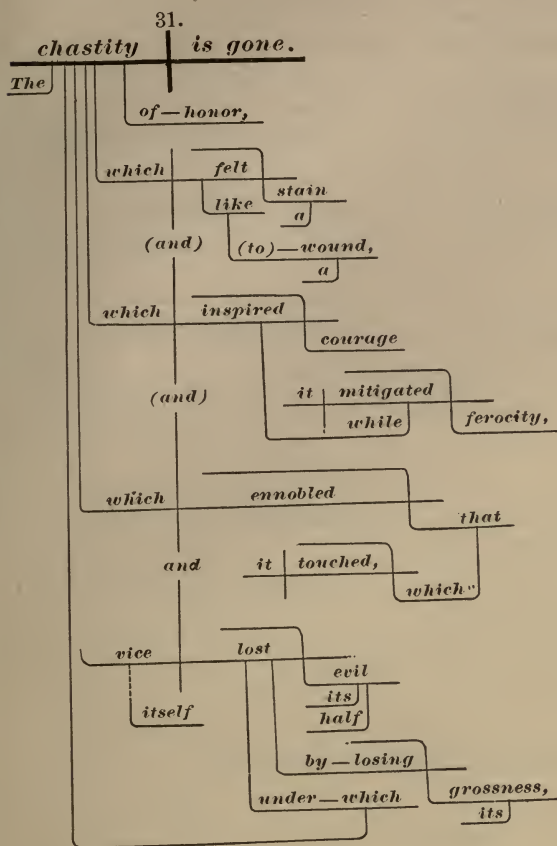 31.
chastity is gone.
The
of—honor,
which felt
stain
like
a
(and)
(to)—wound,
a
which inspired
courage
(and)
it mitigated
while
ferocity,
which ennobled
that
and
it touched,
which"
vice lost
evil
its
itself
half
by—losing
under—which
grossness,
its